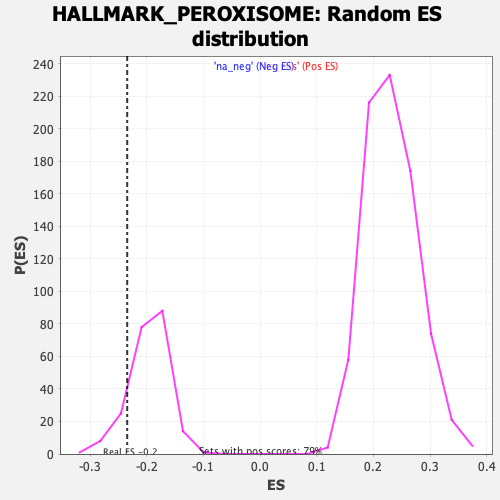 HALLMARK_PEROXISOME: Random ES
distribution
'na_neg' (Neg ES)s' (Pos ES)
240
220
200
180
160
140
120
100
80
60
40
20
0
P(ES)
Real ES -0.2
Sets with pos scores: 79%
-0.3 -0.2 -0.1 0.0 0.1 0.2 0.3 0.4
ES